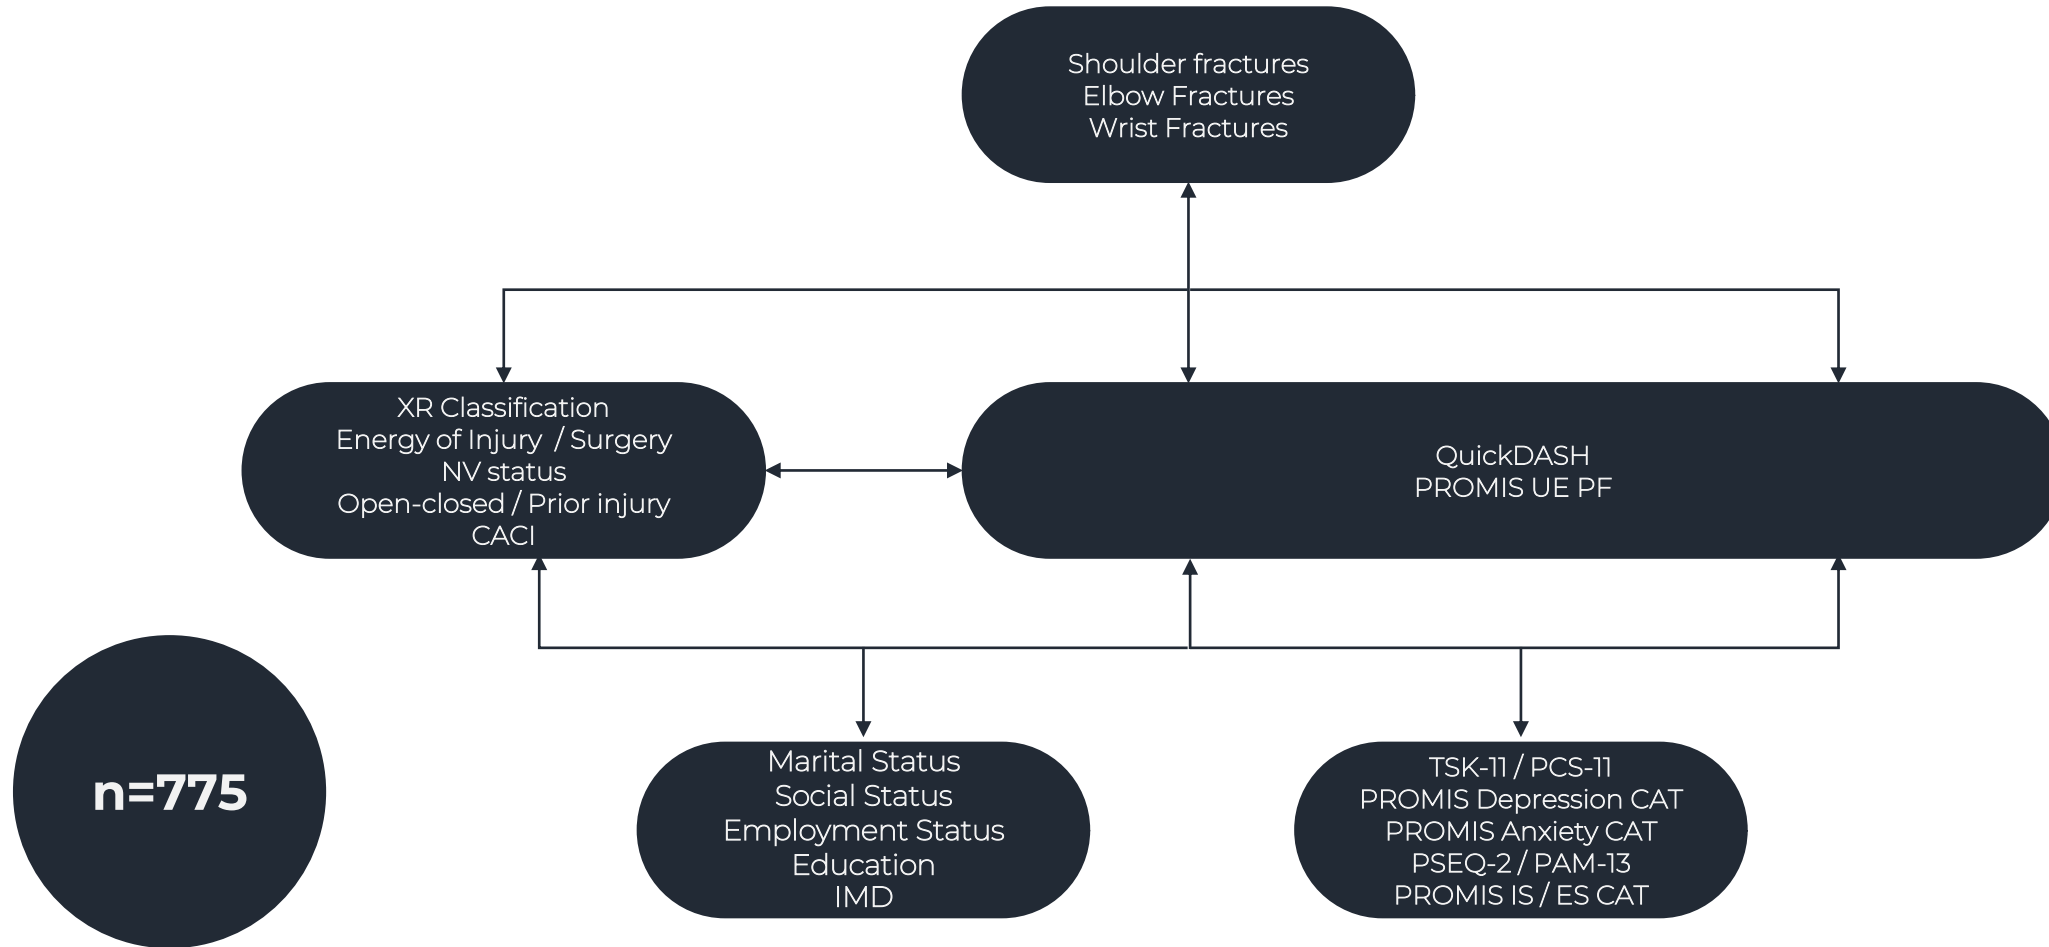 Shoulder fractures
Elbow Fractures
Wrist Fractures
XR Classification
Energy of Injury / Surgery
NV status
Open-closed / Prior injury
CACI
QuickDASH
PROMIS UE PF
n=775
Marital Status
Social Status
Employment Status
Education
IMD
TSK-11 / PCS-11
PROMIS Depression CAT
PROMIS Anxiety CAT
PSEQ-2 / PAM-13
PROMIS IS / ES CAT